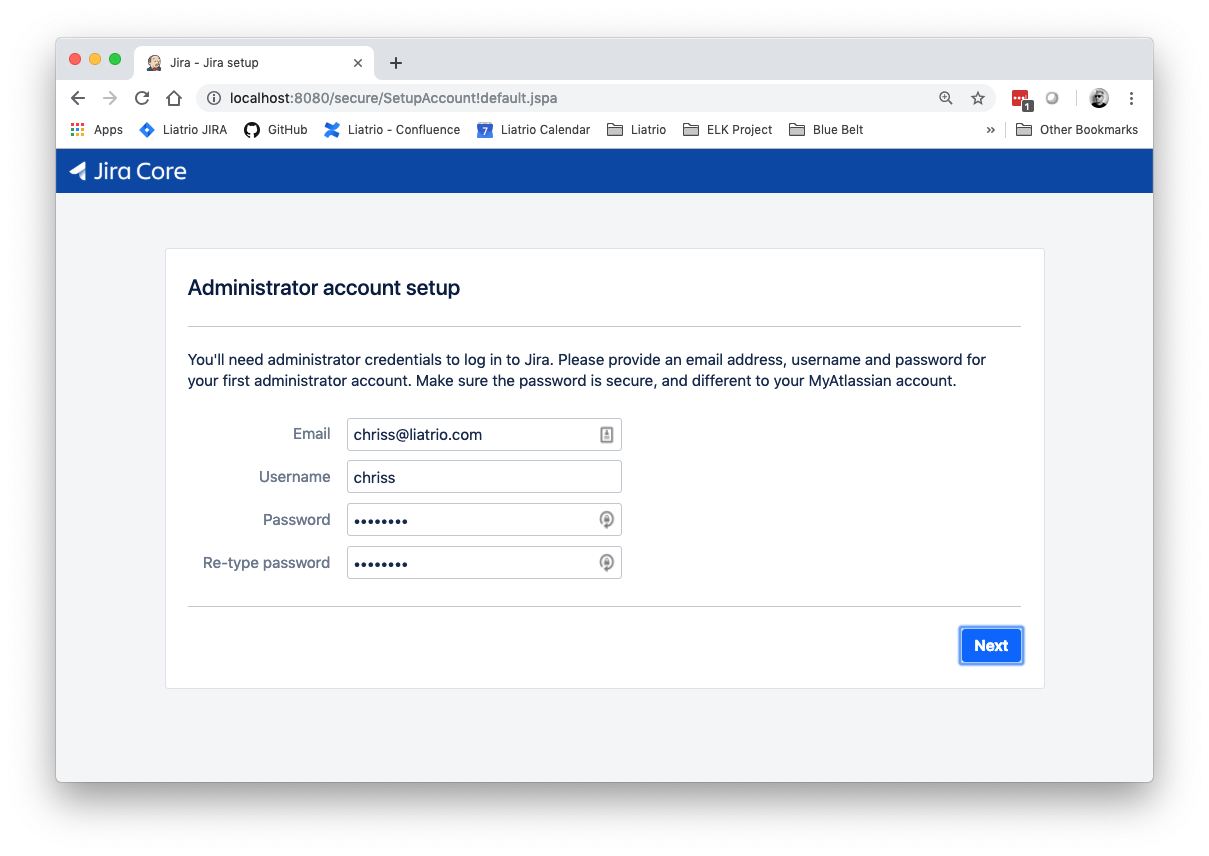 Jira - Jira setup
localhost:8080/secure/SetupAccount!default.jspa
1
Apps Liatrio JIRA GitHub Liatrio - Confluence 7 Liatrio Calendar Liatrio ELK Project Blue Belt » Other Bookmarks
Jira Core
Administrator account setup
You'll need administrator credentials to log in to Jira. Please provide an email address, username and password for
your first administrator account. Make sure the password is secure, and different to your MyAtlassian account.
Email chriss@liatrio.com
Username chriss
Password ••••••••
Re-type password ••••••••
Next